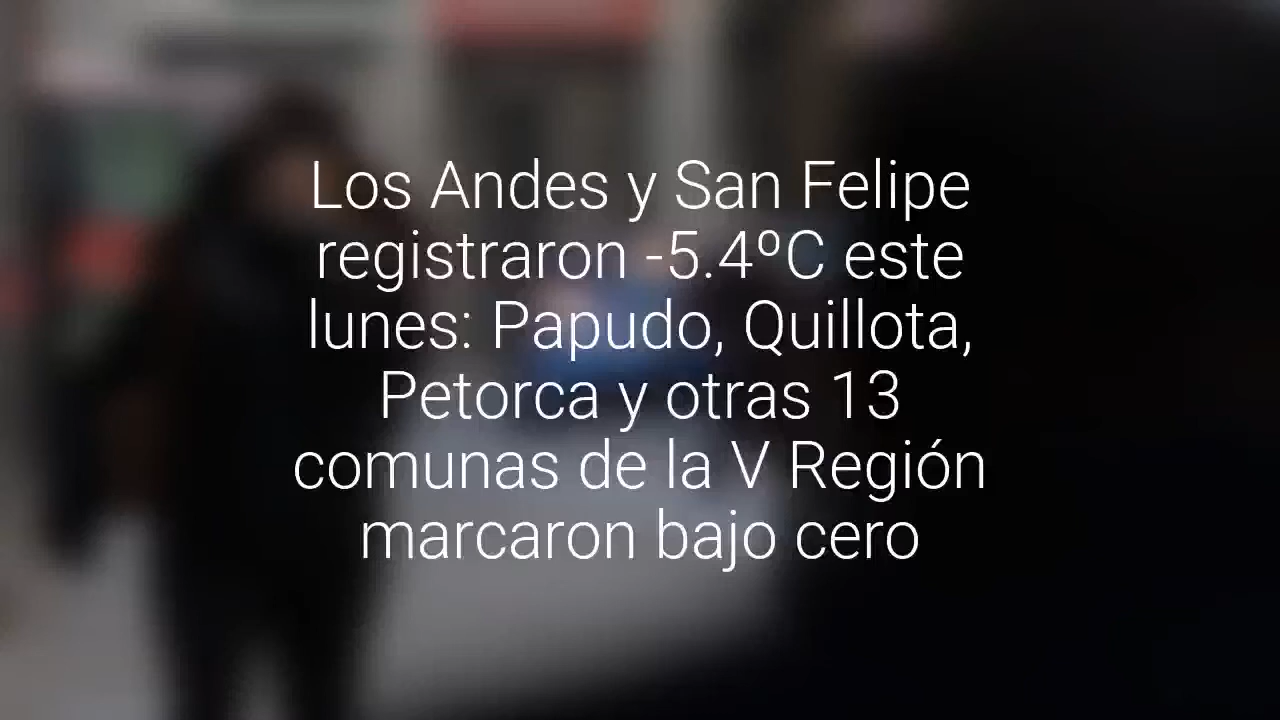 Los Andes y San Felipe
registraron -5.4ºC este
lunes: Papudo, Quillota,
Petorca y otras 13
comunas de la V Región
marcaron bajo cero